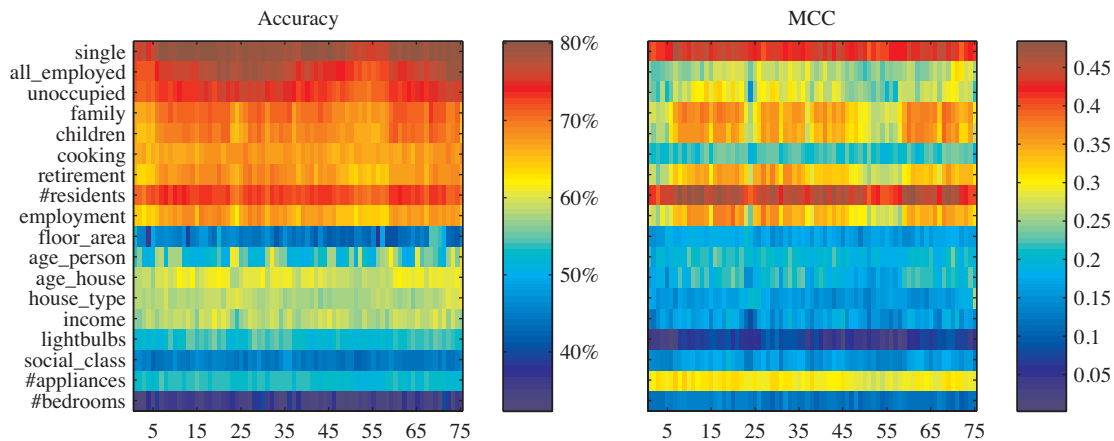 Accuracy
MCC
single
all_employed
unoccupied
family
children
cooking
retirement
#residents
employment
floor_area
age_person
age_house
house_type
income
lightbulbs
social_class
#appliances
#bedrooms
80%
70%
60%
50%
40%
0.45
0.4
0.35
0.3
0.25
0.2
0.15
0.1
0.05
5 15 25 35 45 55 65 75
5 15 25 35 45 55 65 75